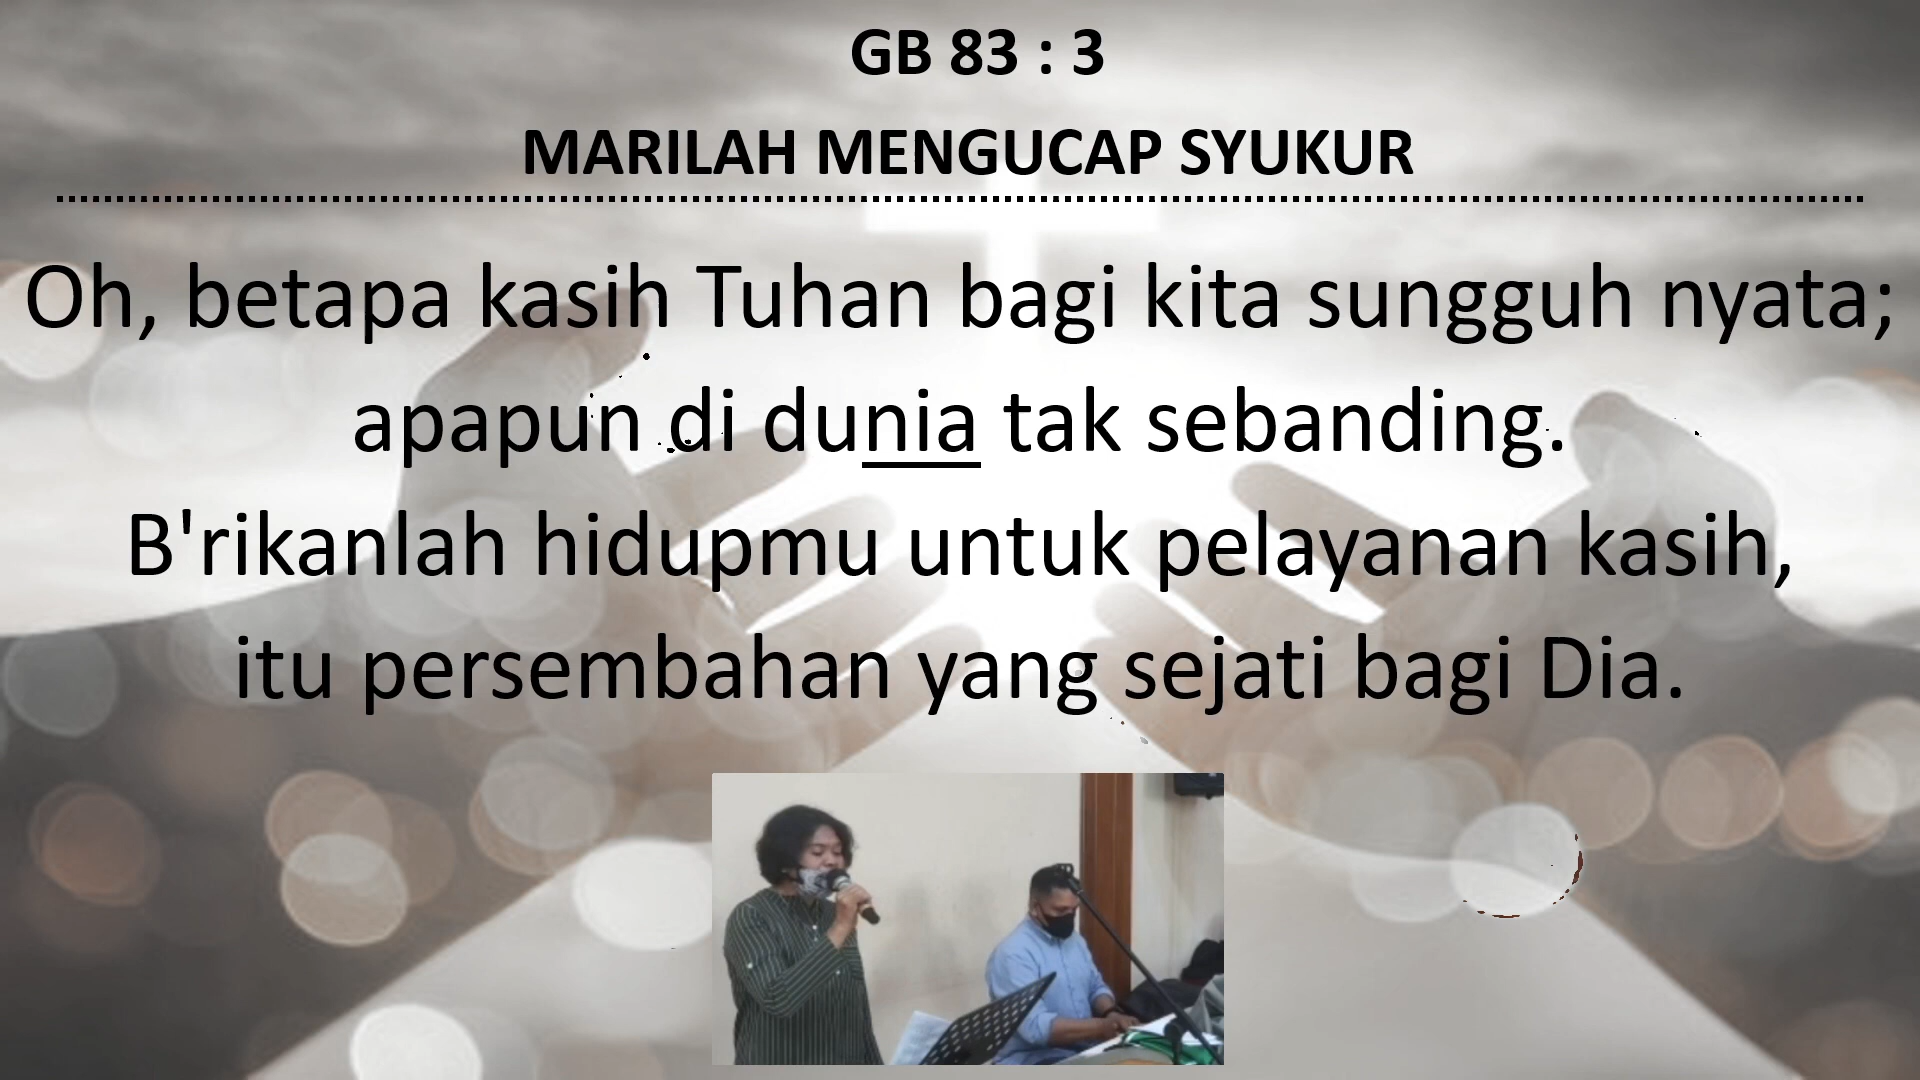 GB 83 : 3
MARILAH MENGUCAP SYUKUR
Oh, betapa kasih Tuhan bagi kita sungguh nyata;
apapun di dunia tak sebanding.
B'rikanlah hidupmu untuk pelayanan kasih,
itu persembahan yang sejati bagi Dia.